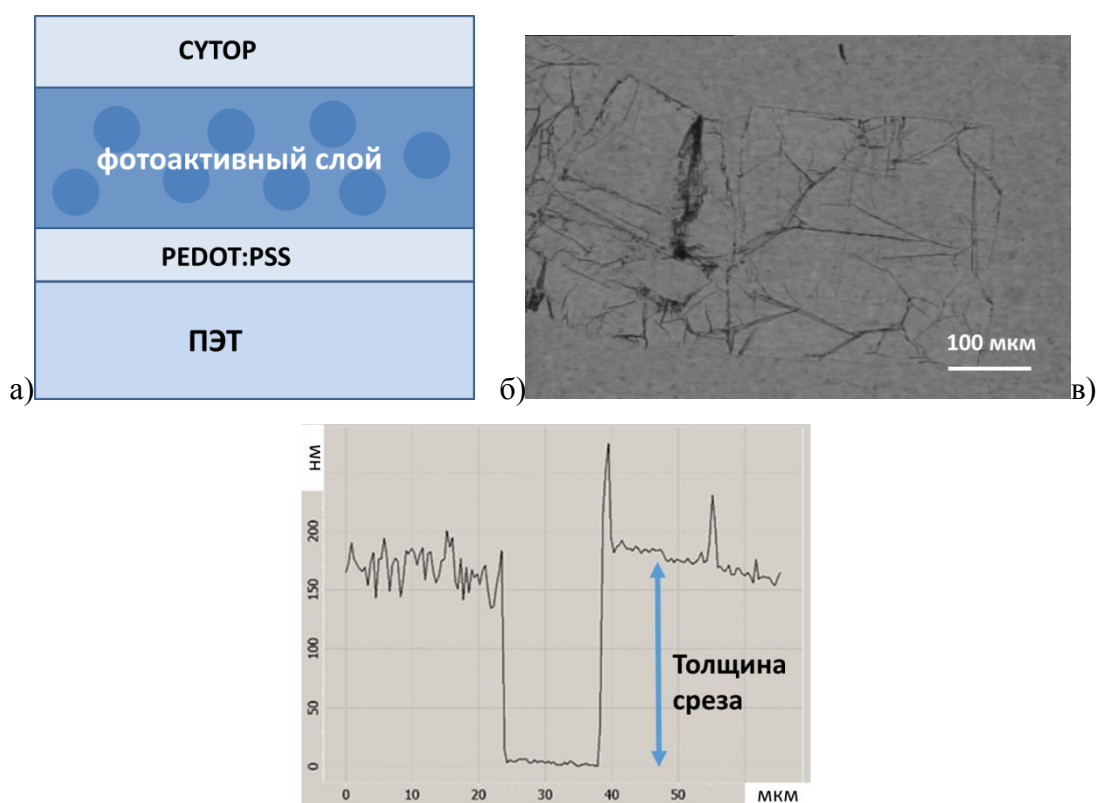 CYTOP
фотоактивный слой
PEDOT:PSS
ПЭТ
а)
100 мкм
б)
в)
нм
200
150
100
50
0
Толщина
среза
0 10 20 30 40 50 мкм